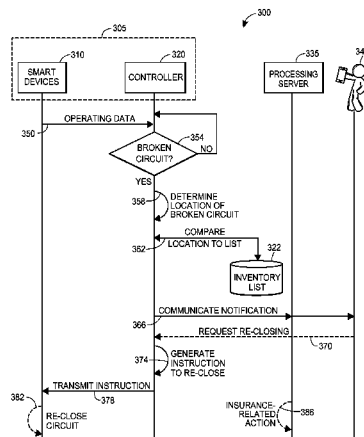 300
305
310
SMART
DEVICES
320
CONTROLLER
335
PROCESSING
SERVER
OPERATING DATA
350
354
BROKEN
CIRCUIT?
NO
YES
358
DETERMINE
LOCATION OF
BROKEN CIRCUIT
COMPARE
LOCATION TO LIST
362
322
INVENTORY
LIST
COMMUNICATE NOTIFICATION
366
REQUEST RE-CLOSING
370
374
GENERATE
INSTRUCTION
TO RE-CLOSE
TRANSMIT INSTRUCTION
378
382
RE-CLOSE
CIRCUIT
INSURANCE-
RELATED
ACTION
386